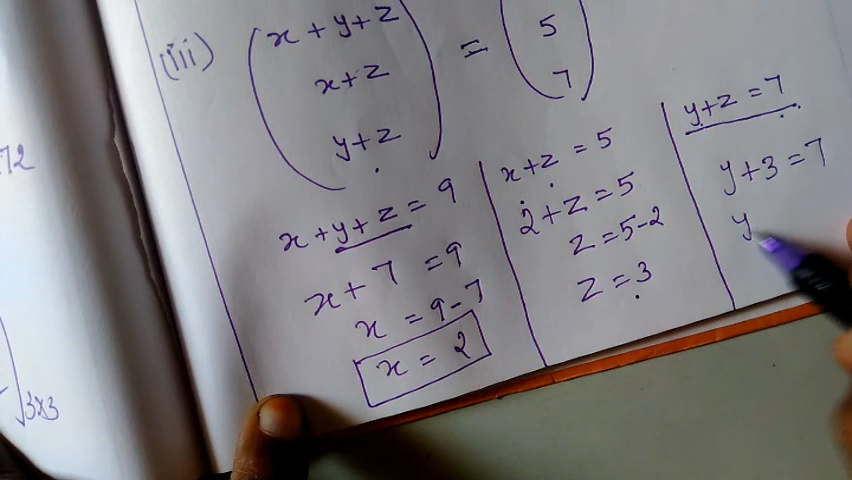 (iii) (x+y+z
x+z
y+z) = (5
7)
x+y+z = 9
x+7 = 9
x = 9-7
x = 2
x+z = 5
2+z = 5
z = 5-2
z = 3
y+z = 7
y+3 = 7
y
72
3x3